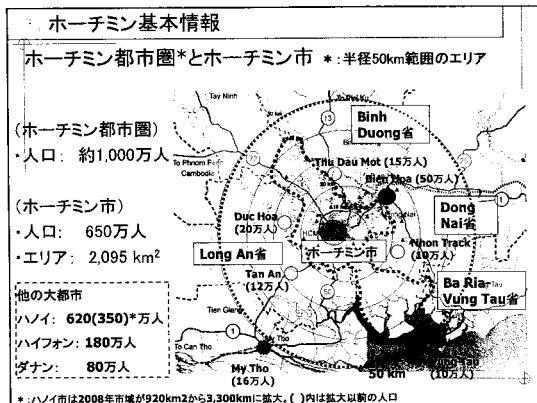 ホーチミン基本情報
ホーチミン都市圏*とホーチミン市 *:半径50km範囲のエリア
(ホーチミン都市圏)
・人口: 約1,000万人
(ホーチミン市)
・人口: 650万人
・エリア: 2,095 km²
他の大都市
ハノイ: 620(350)*万人
ハイフォン: 180万人
ダナン: 80万人
Tay Ninh
13
22
To Phnom Penh
Cambodia
Binh Duong省
Thu Dau Mot (15万人)
Bien Hoa (50万人)
1
Duc Hoa
(20万人)
ホーチミン市
Dong Nai省
Nhon Track
(10万人)
Long An省
Tan An
(12万人)
50
Ba Ria Vung Tau省
Tien Giang
1
To Can Tho
My Tho
My Tho
(16万人)
50 km
(10万人)
*:ハノイ市は2008年市域が920km2から3,300kmに拡大。( )内は拡大以前の人口